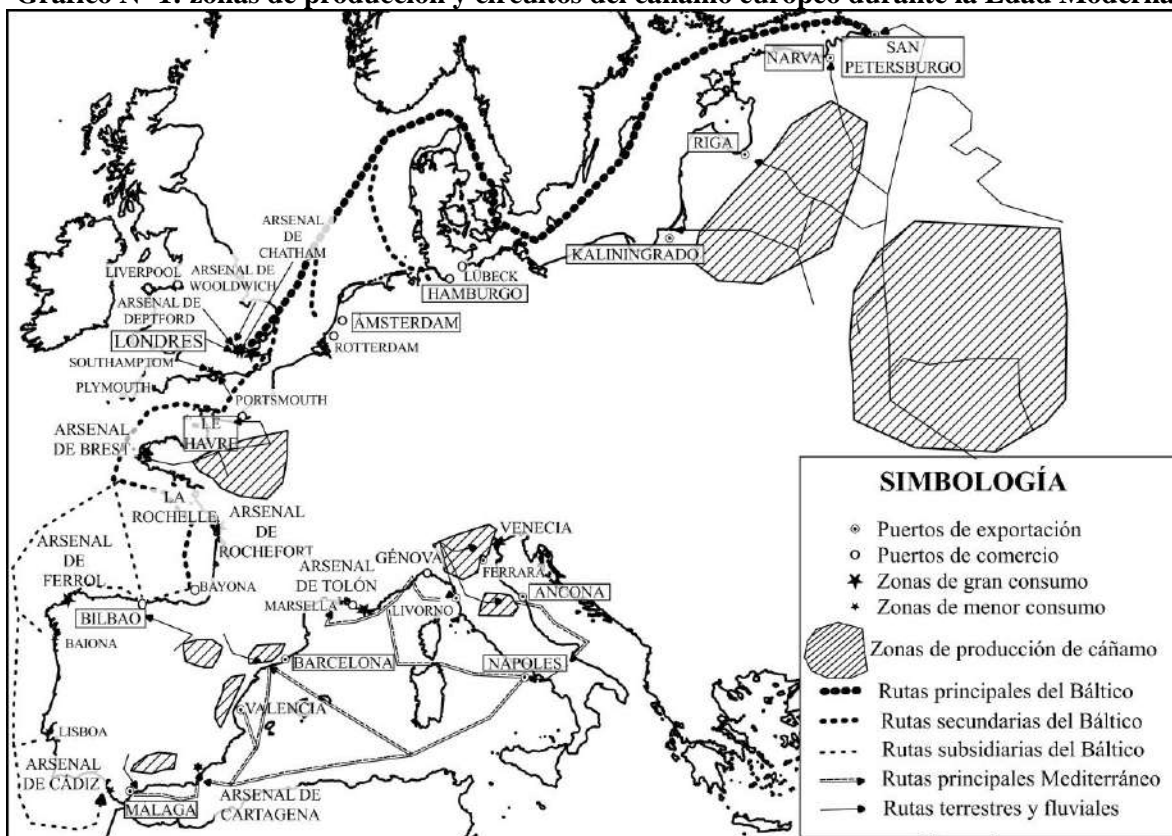 Gráfico Nº 1: zonas de producción y circuitos del cáñamo europeo durante la Edad Moderna
NARVA
SAN
PETERSBURGO
RIGA
KALININGRADO
ARSENAL
DE
CHATHAM
LIVERPOOL
ARSENAL DE
WOOLDWICH
ARSENAL DE
DEPTFORD
LONDRES
LÜBECK
HAMBURGO
ÁMSTERDAM
ROTTERDAM
SOUTHAMPTOM
PLYMOUTH
PORTSMOUTH
LE
HAVRE
ARSENAL
DE BREST
LA
ROCHELLE
ARSENAL
DE
ROCHEFORT
ARSENAL
DE
FERROL
BAYONA
BILBAO
BAIONA
ARSENAL
DE TOLÓN
MARSELLA
GÉNOVA
VENECIA
FERRARA
LIVORNO
ANCONA
BARCELONA
NÁPOLES
VALENCIA
LISBOA
ARSENAL
DE CÁDIZ
MALAGA
ARSENAL DE
CARTAGENA
SIMBOLOGÍA
Puertos de exportación
Puertos de comercio
Zonas de gran consumo
Zonas de menor consumo
Zonas de producción de cáñamo
Rutas principales del Báltico
Rutas secundarias del Báltico
Rutas subsidiarias del Báltico
Rutas principales Mediterráneo
Rutas terrestres y fluviales